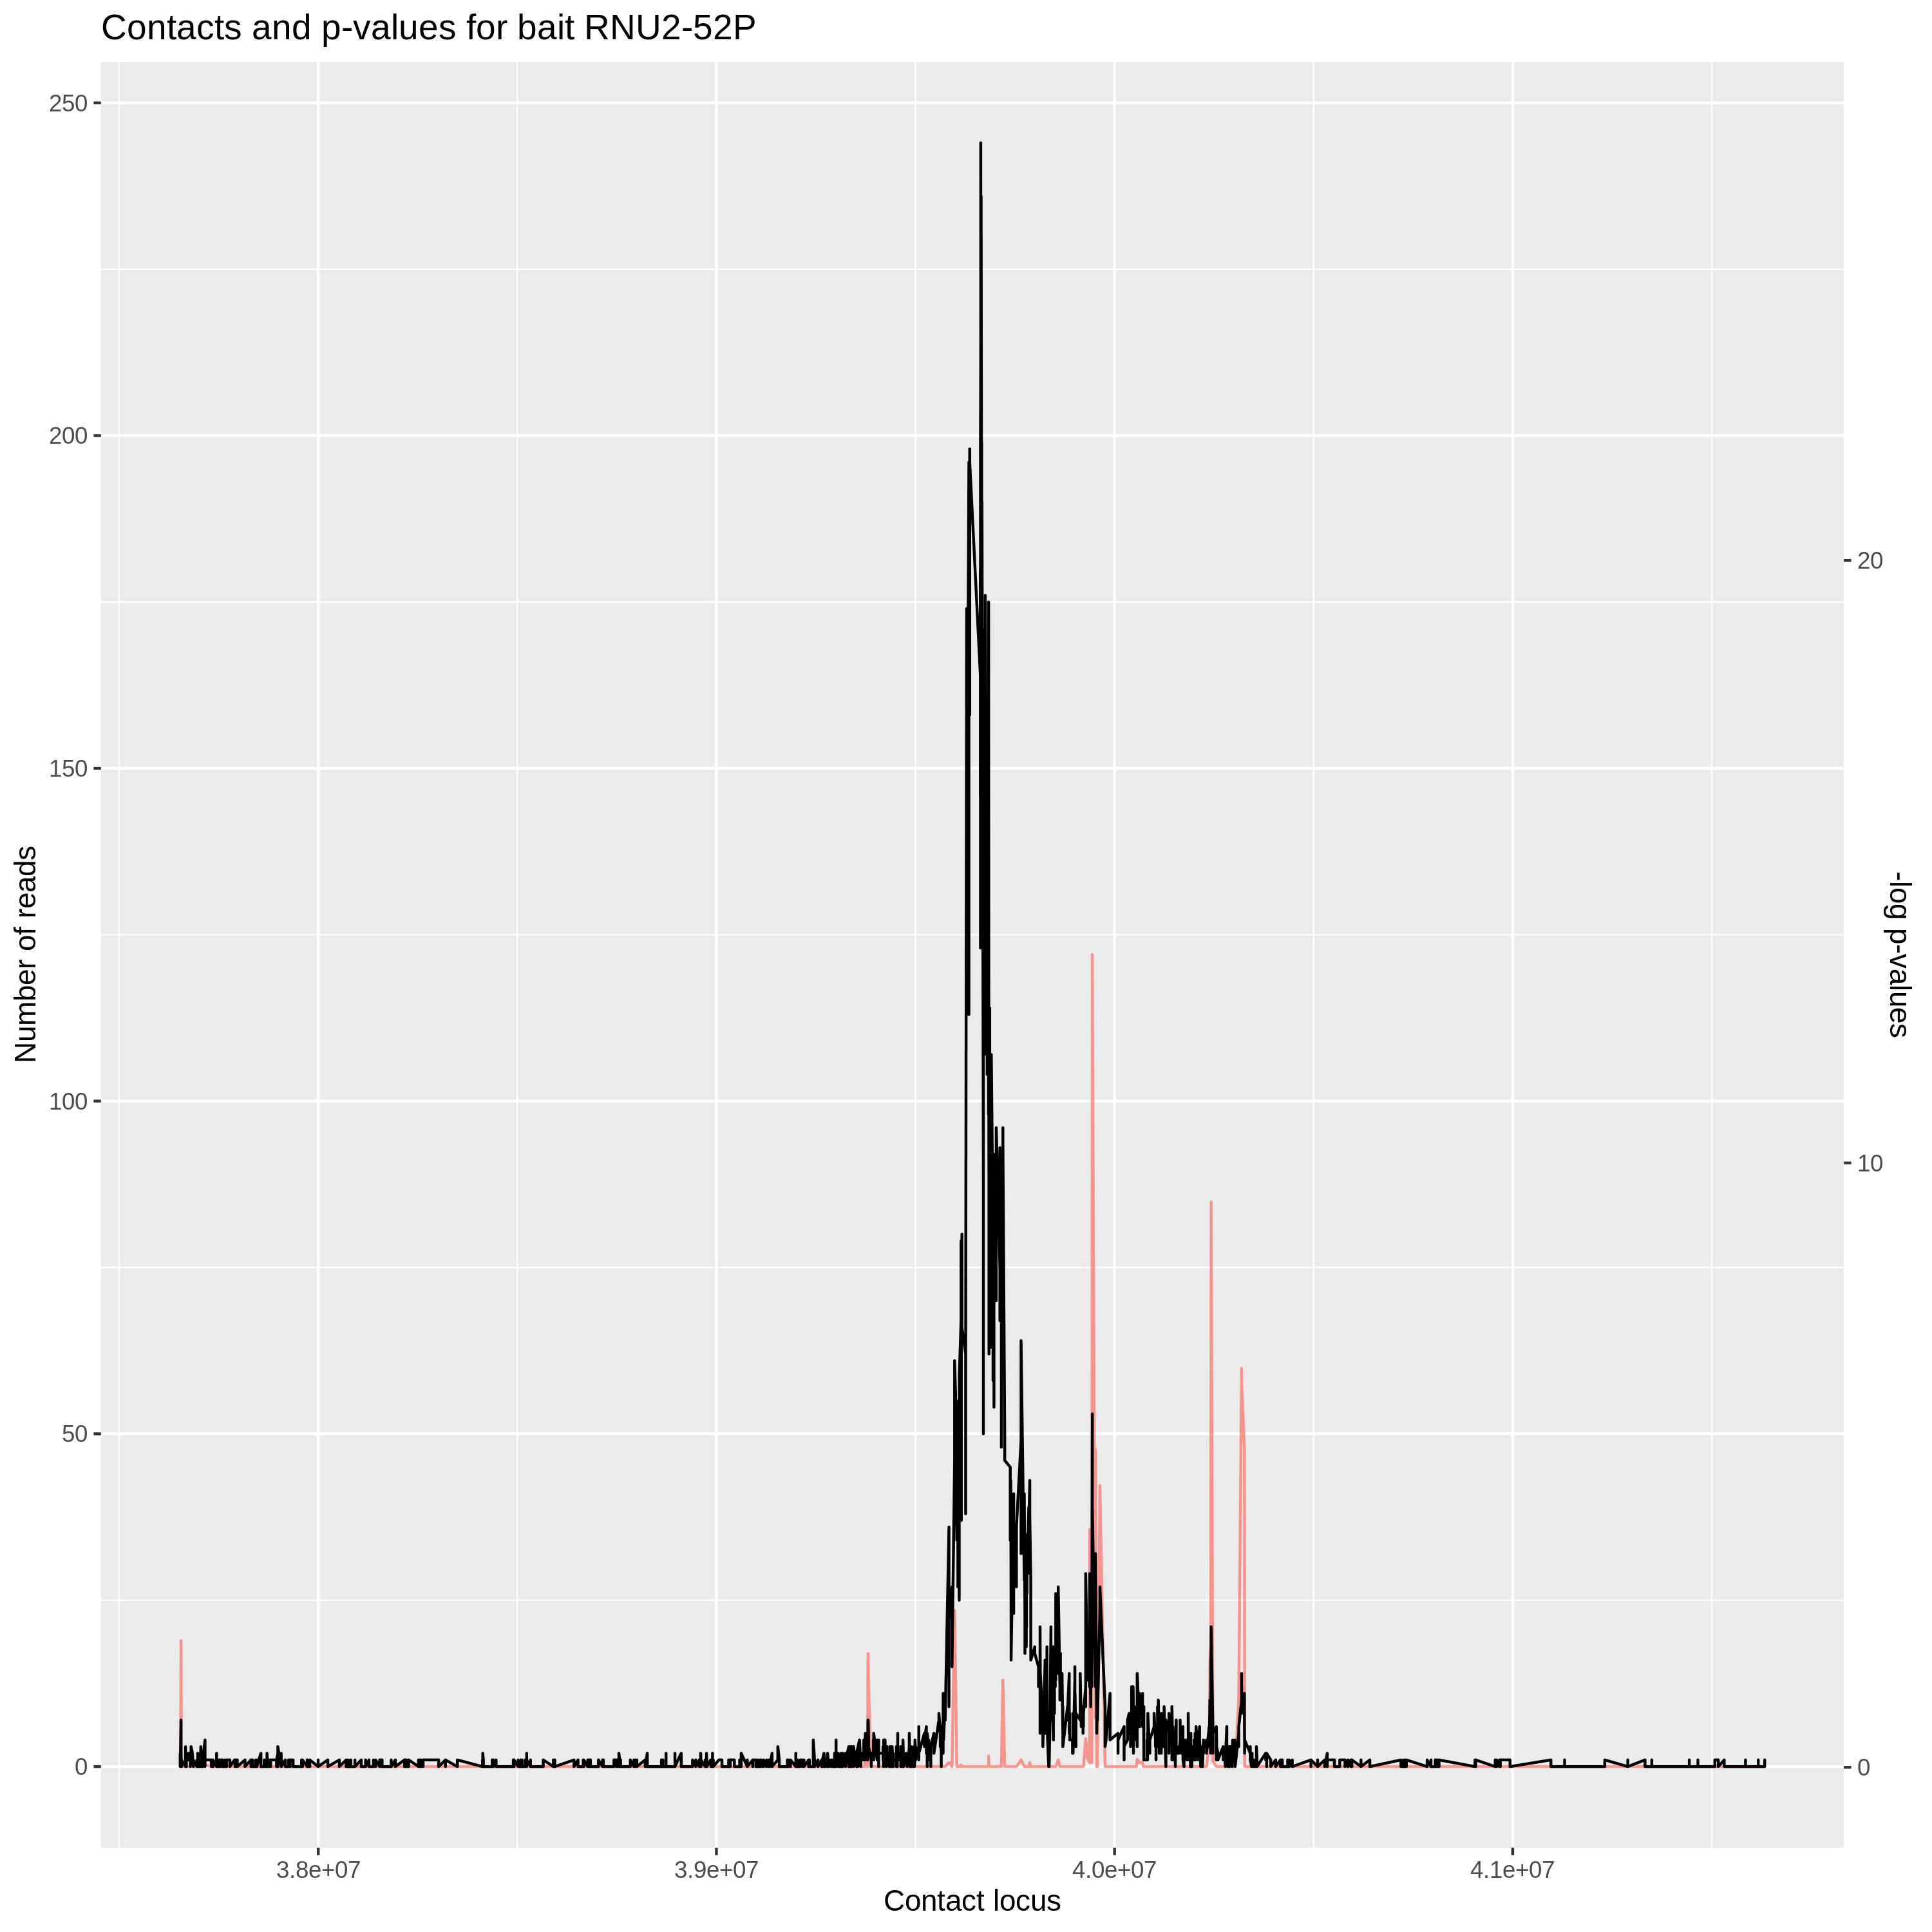 Contacts and p-values for bait RNU2-52P
250
200
150
100
50
0
Number of reads
20
10
0
-log p-values
3.8e+07
3.9e+07
4.0e+07
4.1e+07
Contact locus